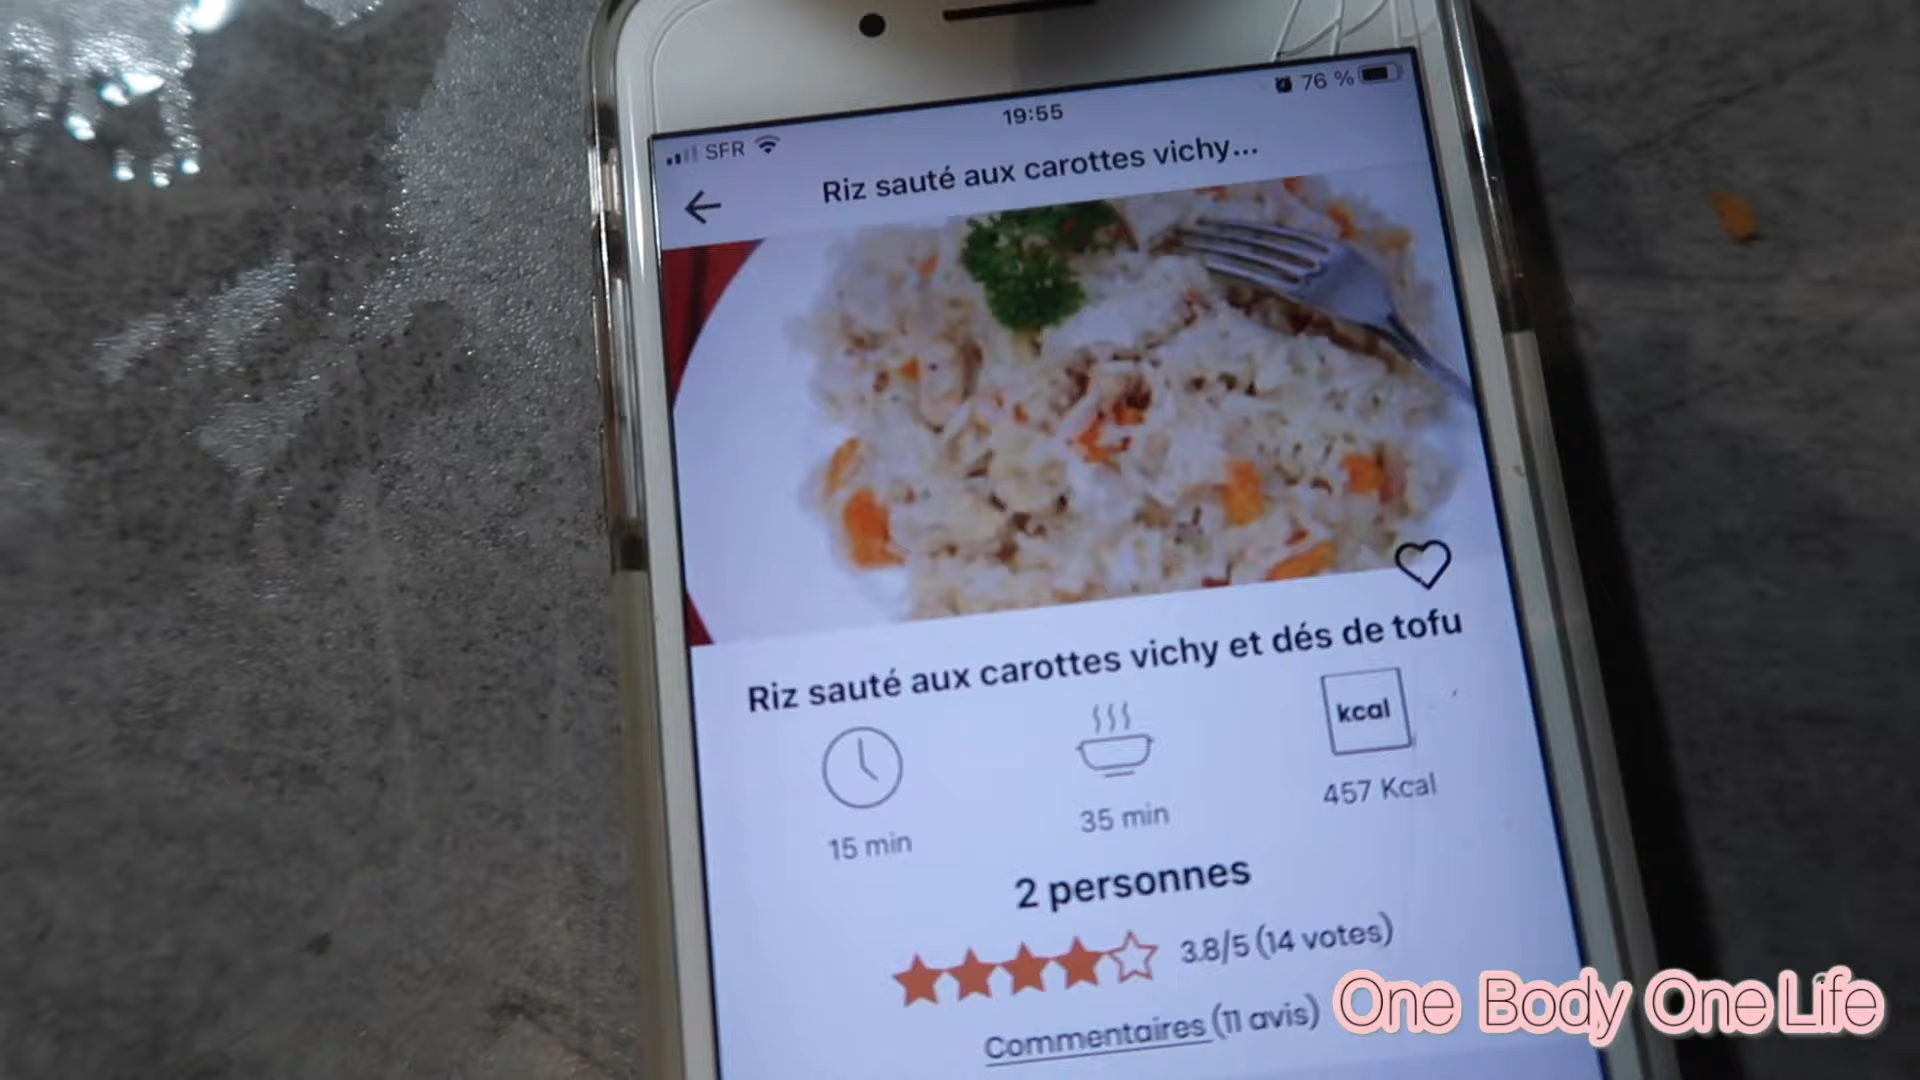 19:55
76 %
SFR
Riz sauté aux carottes vichy...
Riz sauté aux carottes vichy et dés de tofu
kcal
15 min
35 min
457 Kcal
2 personnes
3.8/5 (14 votes)
Commentaires (11 avis)
One Body One Life